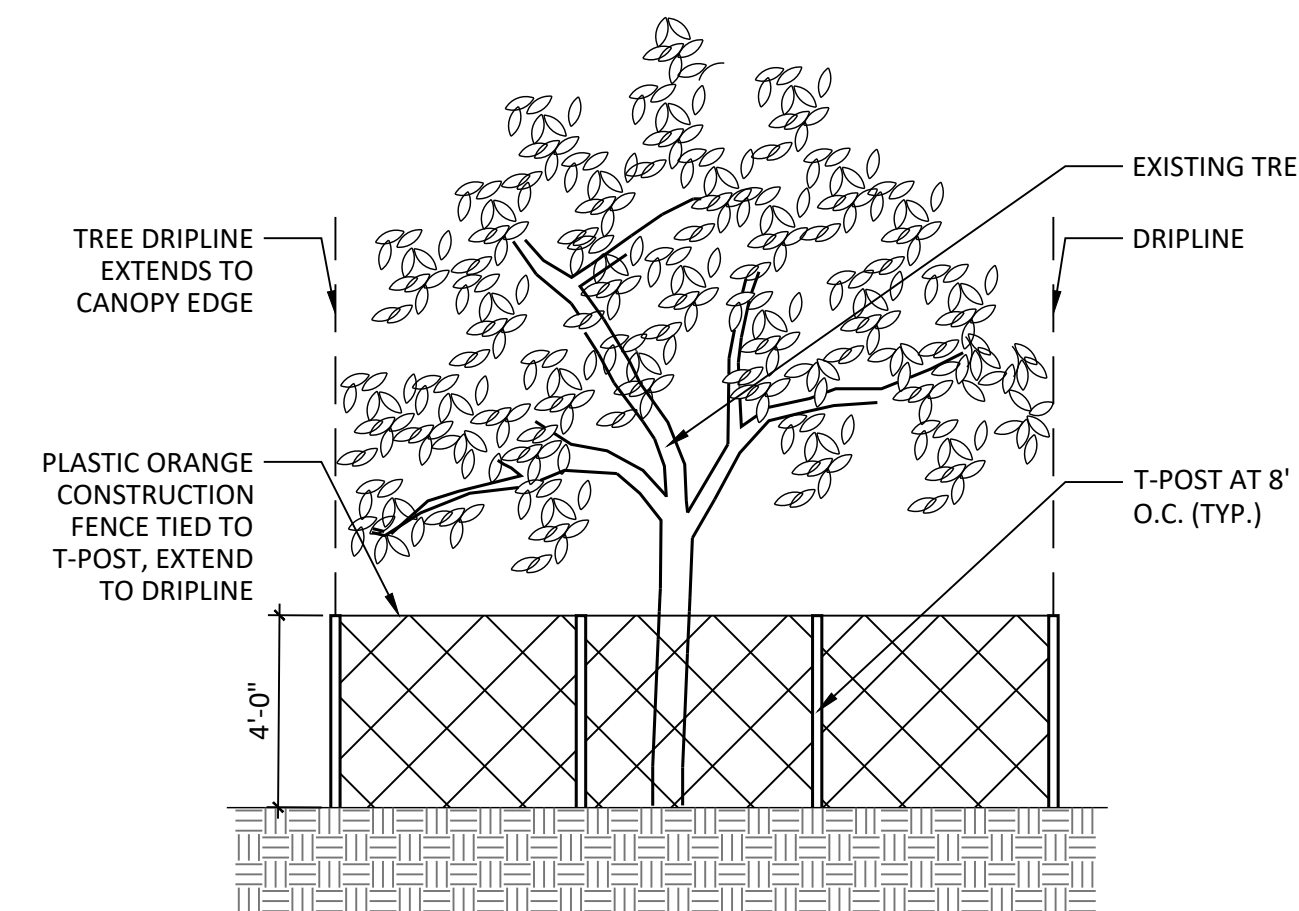 EXISTING TRE
TREE DRIPLINE
EXTENDS TO
CANOPY EDGE
DRIPLINE
PLASTIC ORANGE
CONSTRUCTION
FENCE TIED TO
T-POST, EXTEND
TO DRIPLINE
T-POST AT 8'
O.C. (TYP.)
4'-0"